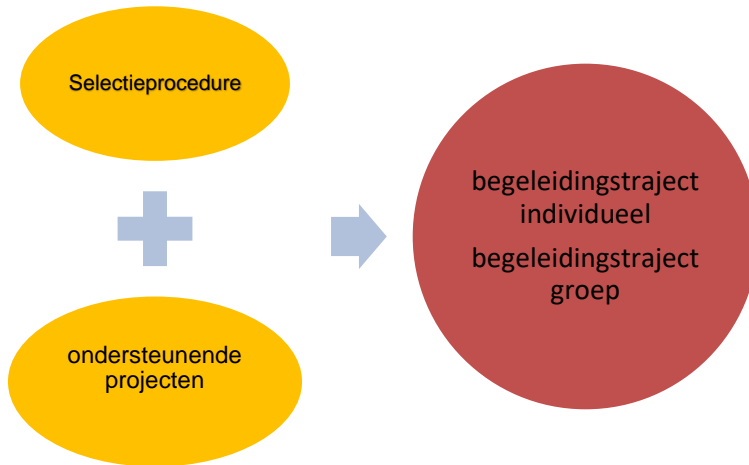 Selectieprocedure
ondersteunende
projecten
begeleidingstraject
individueel
begeleidingstraject
groep